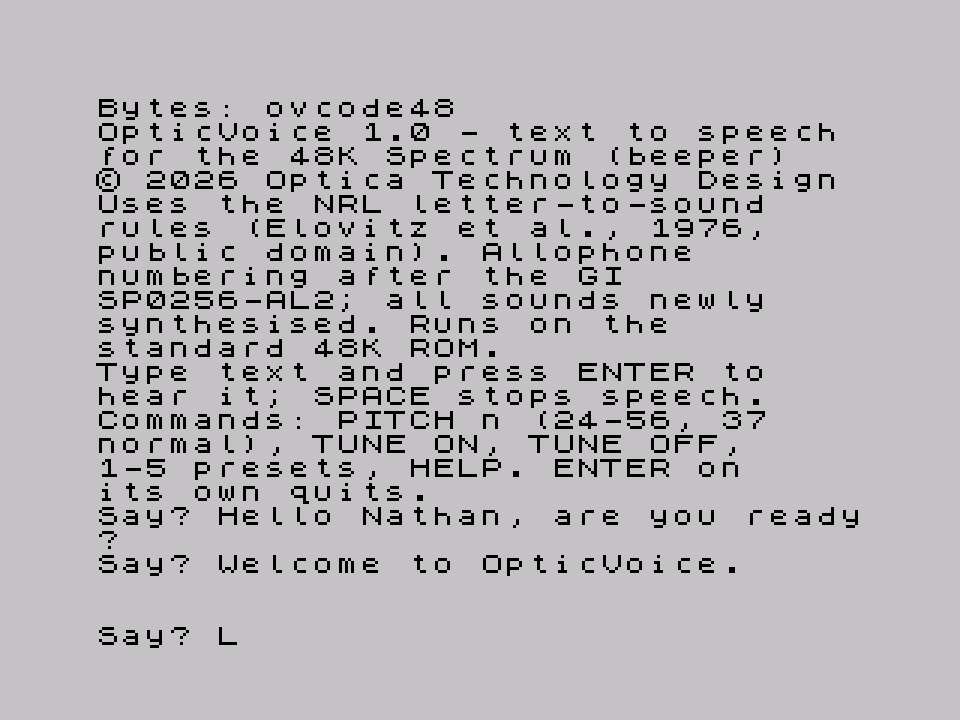 Bytes: ovcode48
OpticVoice 1.0 - text to speech
for the 48K Spectrum (beeper)
© 2026 Optica Technology Design
Uses the NRL letter-to-sound
rules (Elovitz et al., 1976,
public domain). Allophone
numbering after the GI
SP0256-AL2; all sounds newly
synthesised. Runs on the
standard 48K ROM.
Type text and press ENTER to
hear it; SPACE stops speech.
Commands: PITCH n (24-56, 37
normal), TUNE ON, TUNE OFF,
1-5 presets, HELP. ENTER on
its own quits.
Say? Hello Nathan, are you ready
?
Say? Welcome to OpticVoice.
Say? L